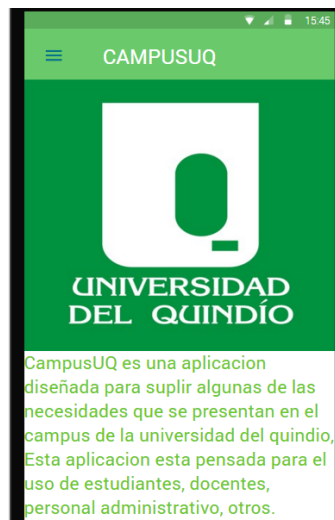 15:45
CAMPUSUQ
UNIVERSIDAD
DEL QUINDÍO
CampusUQ es una aplicacion
diseñada para suplir algunas de las
necesidades que se presentan en el
campus de la universidad del quindio,
Esta aplicacion esta pensada para el
uso de estudiantes, docentes,
personal administrativo, otros.